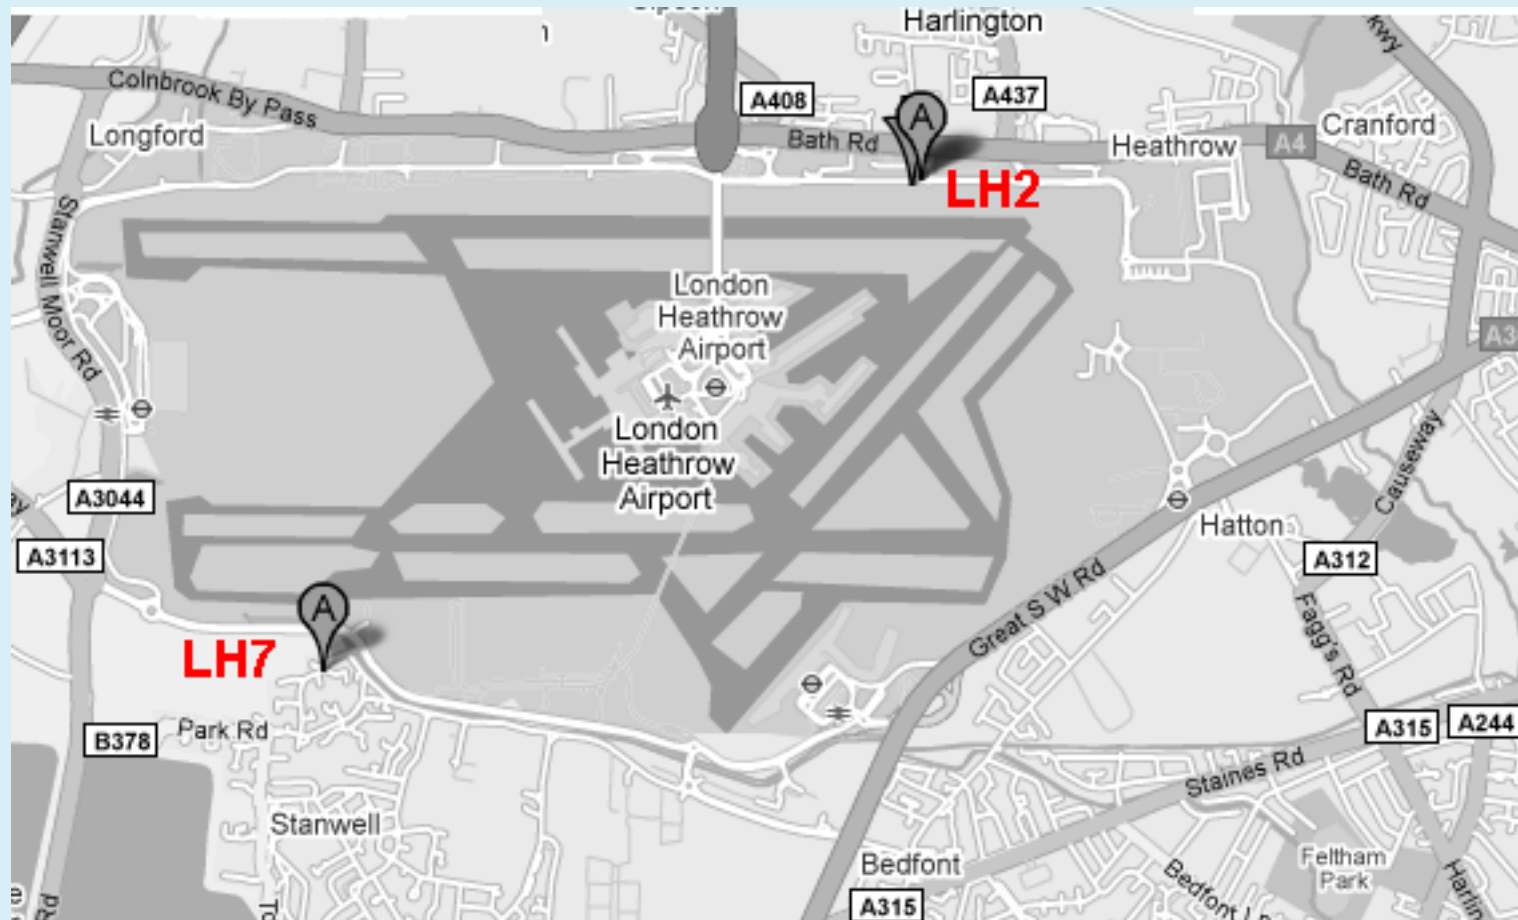 Harlington
Colnbrook By Pass
A408
A437
Longford
Bath Rd
A
Heathrow
A4
Cranford
Bath Rd
LH2
Stanwell Moor Rd
London
Heathrow
Airport
London
Heathrow
Airport
A3044
A3113
Causeway
Hatton
A312
A
LH7
Great S W Rd
Fagg's Rd
B378
Park Rd
A315
A244
Staines Rd
Stanwell
Bedfont
Feltham
Park
A315
Rd